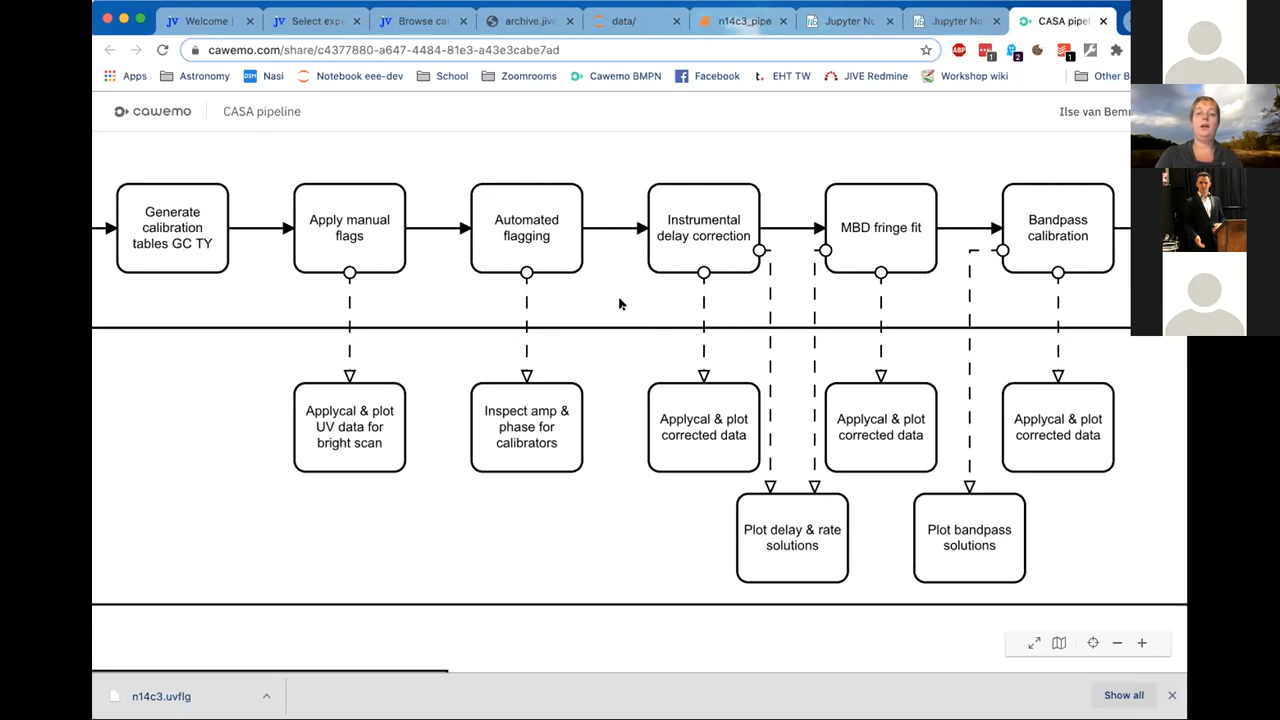 Welcome |
Select exp
Browse ca
archive.jiv
data/
n14c3_pipe
Jupyter Nu
Jupyter No
CASA pipel
cawemo.com/share/c4377880-a647-4484-81e3-a43e3cabe7ad
Apps
Astronomy
Nasi
Notebook eee-dev
School
Zoomrooms
Cawemo BMPN
Facebook
EHT TW
JIVE Redmine
Workshop wiki
Other B
cawemo
CASA pipeline
Ilse van Bem
Generate
calibration
tables GC TY
Apply manual
flags
Automated
flagging
Instrumental
delay correction
MBD fringe fit
Bandpass
calibration
Applycal & plot
UV data for
bright scan
Inspect amp &
phase for
calibrators
Applycal & plot
corrected data
Applycal & plot
corrected data
Applycal & plot
corrected data
Plot delay & rate
solutions
Plot bandpass
solutions
n14c3.uvflg
Show all